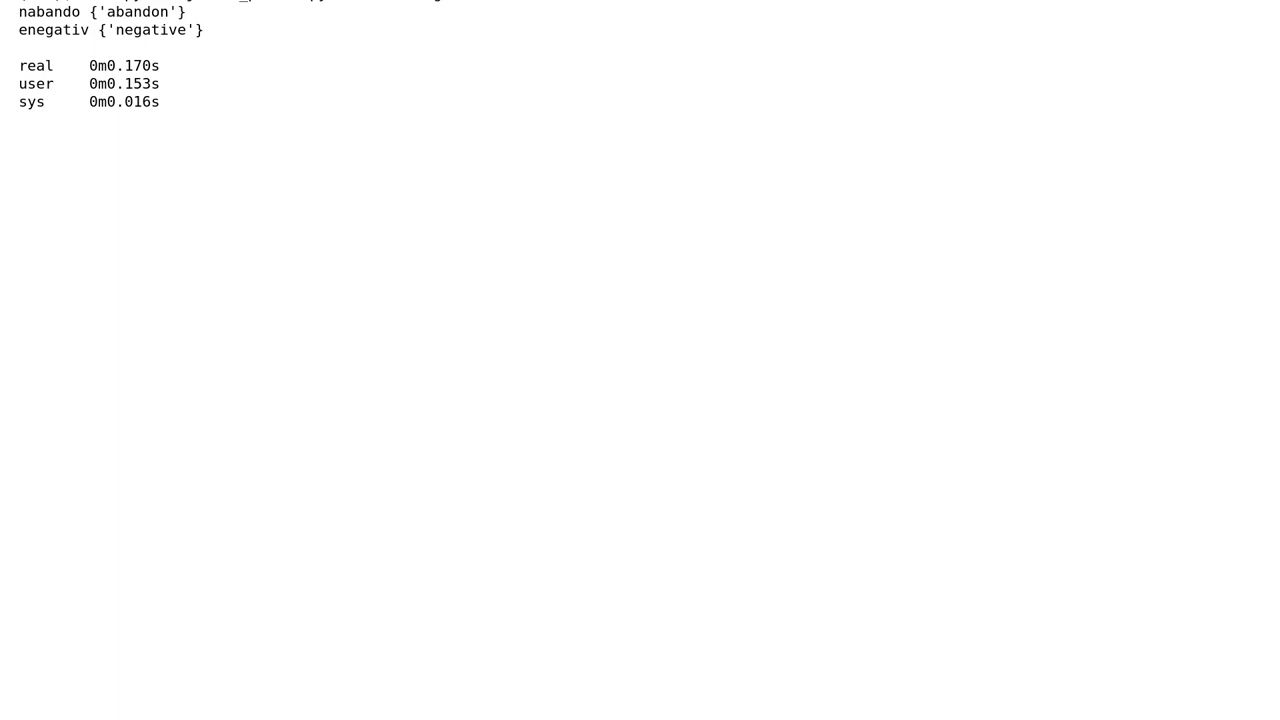 nabando {'abandon'}
enegativ {'negative'}
real 0m0.170s
user 0m0.153s
sys 0m0.016s